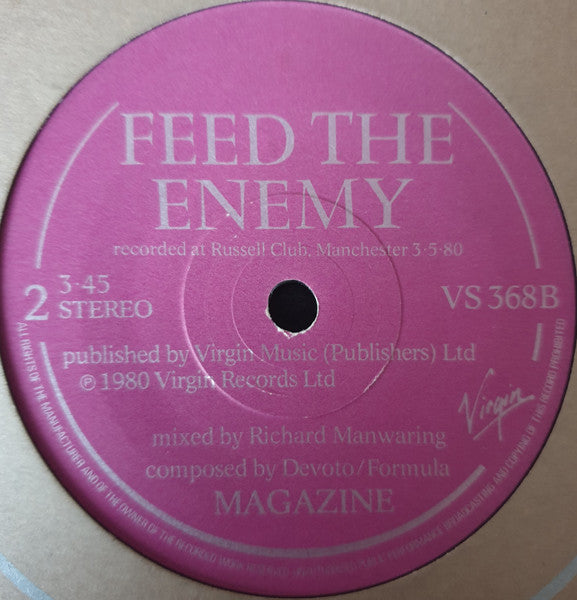 FEED THE
ENEMY
recorded at Russell Club, Manchester 3·5·80
2
3·45
STEREO
VS 368B
published by Virgin Music (Publishers) Ltd
℗ 1980 Virgin Records Ltd
Virgin
mixed by Richard Manwaring
composed by Devoto/Formula
MAGAZINE
ALL RIGHTS OF THE MANUFACTURER AND OF THE OWNER OF THE RECORDED WORK RESERVED. UNAUTHORISED PUBLIC PERFORMANCE BROADCASTING AND COPYING OF THIS RECORD PROHIBITED